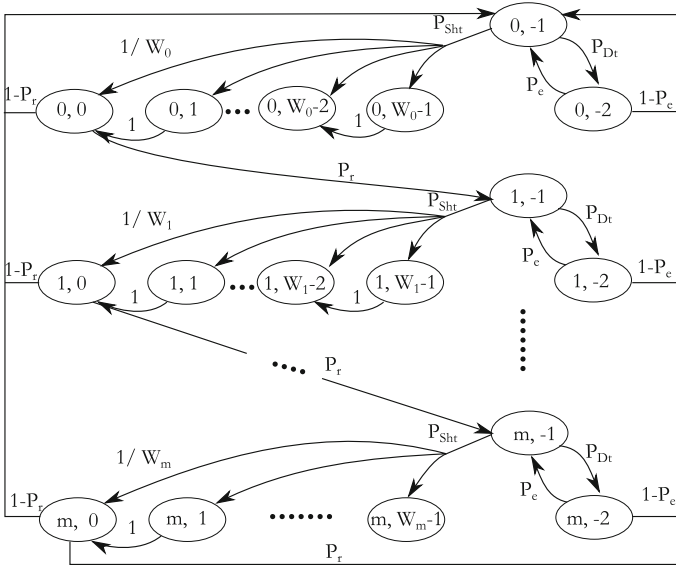 P_Sht
0, -1
1/ W_0
P_Dt
1-P_r
P_e
0, 0
0, 1
0, W_0-2
0, W_0-1
0, -2
1-P_e
1
1
P_r
P_Sht
1, -1
1/ W_1
P_Dt
1-P_r
P_e
1, 0
1, 1
1, W_1-2
1, W_1-1
1, -2
1-P_e
1
1
P_r
P_Sht
m, -1
1/ W_m
P_Dt
1-P_r
P_e
1-P_e
m, 0
m, 1
m, W_m-1
m, -2
1
P_r